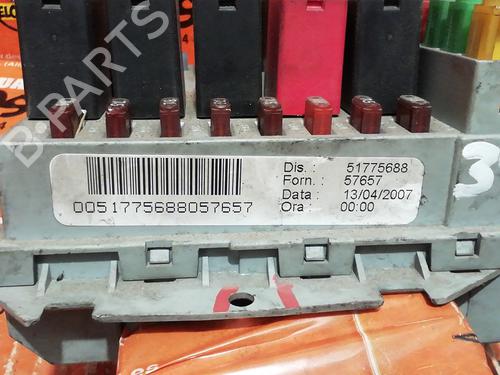 B-PARTS
Dis. : 51775688
Forn. : 57657
Data : 13/04/2007
Ora : 00:00
0051775688057657
3